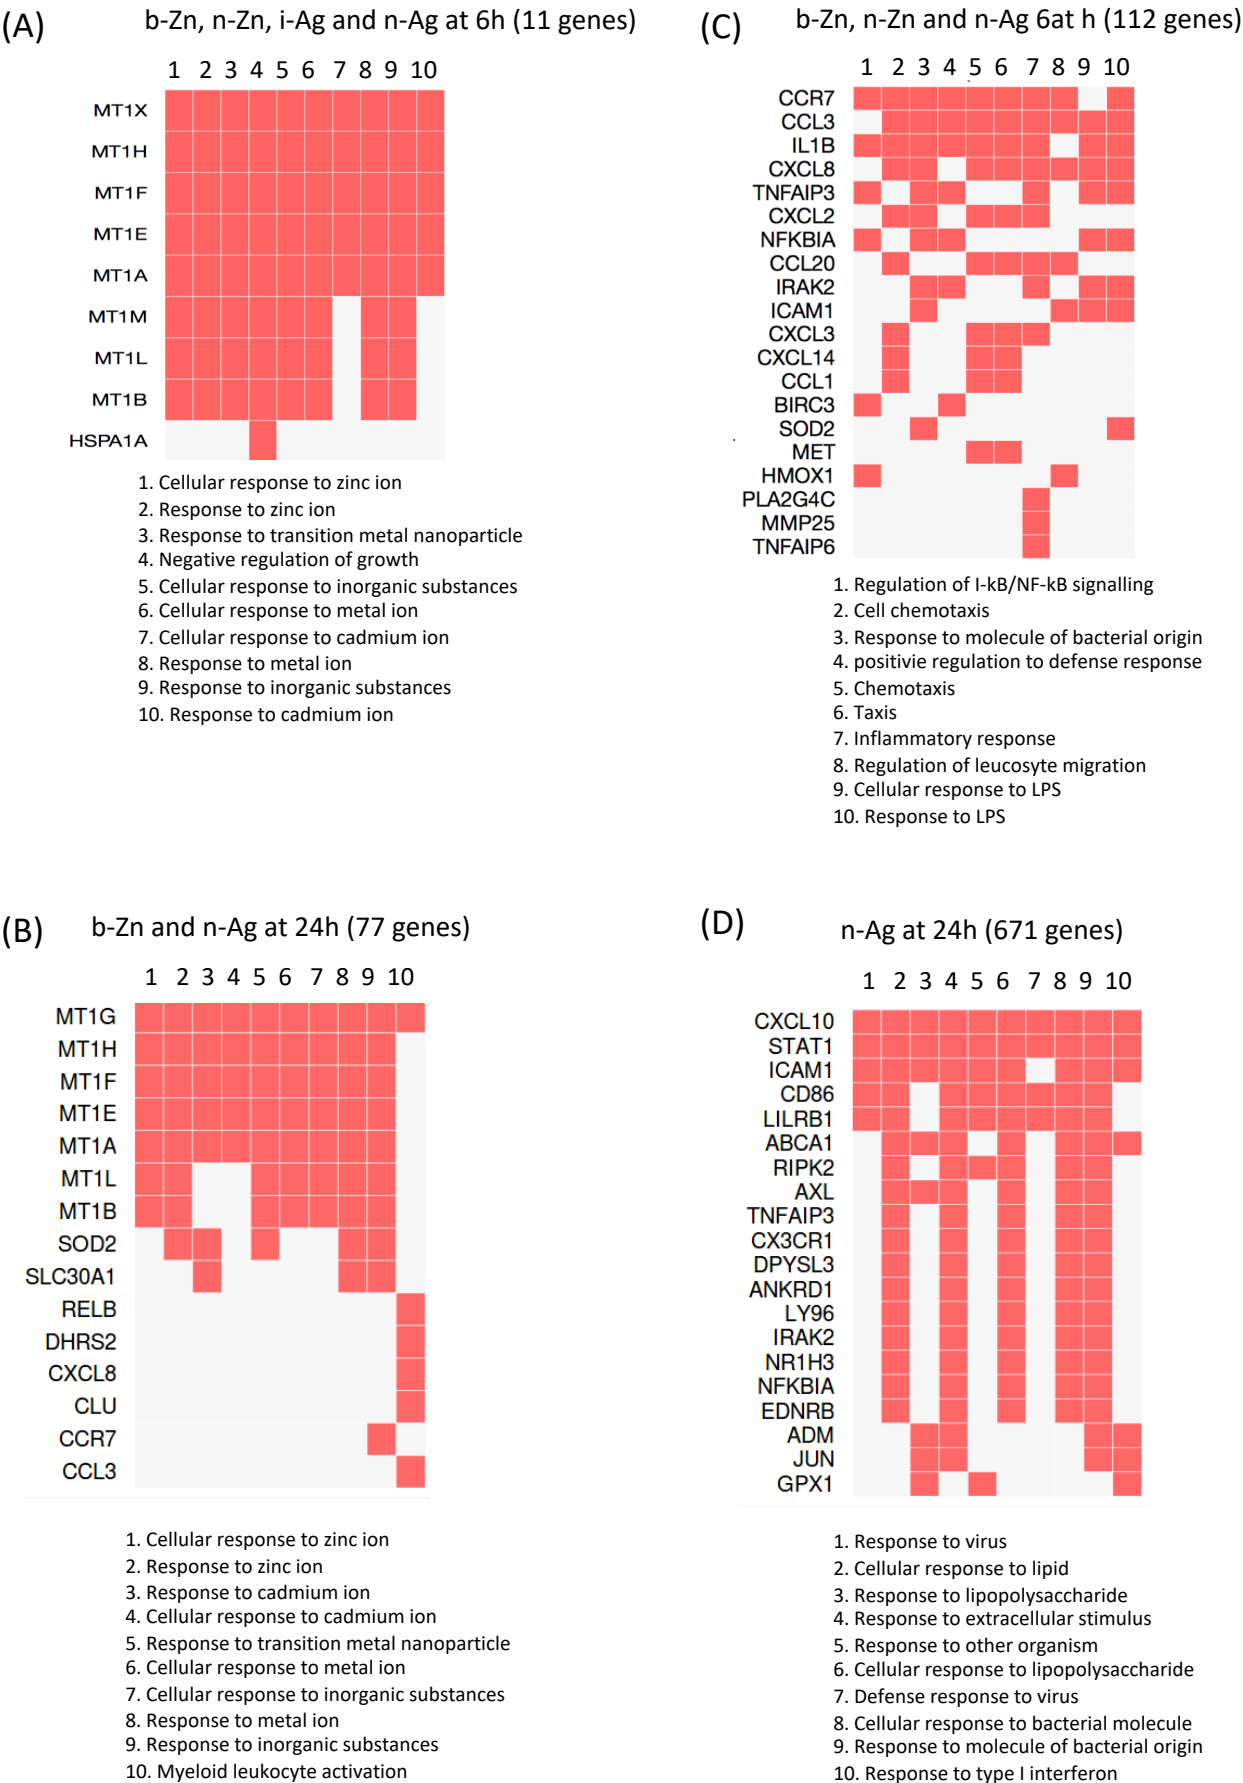 (A)
b-Zn, n-Zn, i-Ag and n-Ag at 6h (11 genes)
1 2 3 4 5 6 7 8 9 10
MT1X
MT1H
MT1F
MT1E
MT1A
MT1M
MT1L
MT1B
HSPA1A
1. Cellular response to zinc ion
2. Response to zinc ion
3. Response to transition metal nanoparticle
4. Negative regulation of growth
5. Cellular response to inorganic substances
6. Cellular response to metal ion
7. Cellular response to cadmium ion
8. Response to metal ion
9. Response to inorganic substances
10. Response to cadmium ion
(C)
b-Zn, n-Zn and n-Ag 6at h (112 genes)
1 2 3 4 5 6 7 8 9 10
CCR7
CCL3
IL1B
CXCL8
TNFAIP3
CXCL2
NFKBIA
CCL20
IRAK2
ICAM1
CXCL3
CXCL14
CCL1
BIRC3
SOD2
MET
HMOX1
PLA2G4C
MMP25
TNFAIP6
1. Regulation of I-kB/NF-kB signalling
2. Cell chemotaxis
3. Response to molecule of bacterial origin
4. positivie regulation to defense response
5. Chemotaxis
6. Taxis
7. Inflammatory response
8. Regulation of leucosyte migration
9. Cellular response to LPS
10. Response to LPS
(B)
b-Zn and n-Ag at 24h (77 genes)
1 2 3 4 5 6 7 8 9 10
MT1G
MT1H
MT1F
MT1E
MT1A
MT1L
MT1B
SOD2
SLC30A1
RELB
DHRS2
CXCL8
CLU
CCR7
CCL3
1. Cellular response to zinc ion
2. Response to zinc ion
3. Response to cadmium ion
4. Cellular response to cadmium ion
5. Response to transition metal nanoparticle
6. Cellular response to metal ion
7. Cellular response to inorganic substances
8. Response to metal ion
9. Response to inorganic substances
10. Myeloid leukocyte activation
(D)
n-Ag at 24h (671 genes)
1 2 3 4 5 6 7 8 9 10
CXCL10
STAT1
ICAM1
CD86
LILRB1
ABCA1
RIPK2
AXL
TNFAIP3
CX3CR1
DPYSL3
ANKRD1
LY96
IRAK2
NR1H3
NFKBIA
EDNRB
ADM
JUN
GPX1
1. Response to virus
2. Cellular response to lipid
3. Response to lipopolysaccharide
4. Response to extracellular stimulus
5. Response to other organism
6. Cellular response to lipopolysaccharide
7. Defense response to virus
8. Cellular response to bacterial molecule
9. Response to molecule of bacterial origin
10. Response to type I interferon